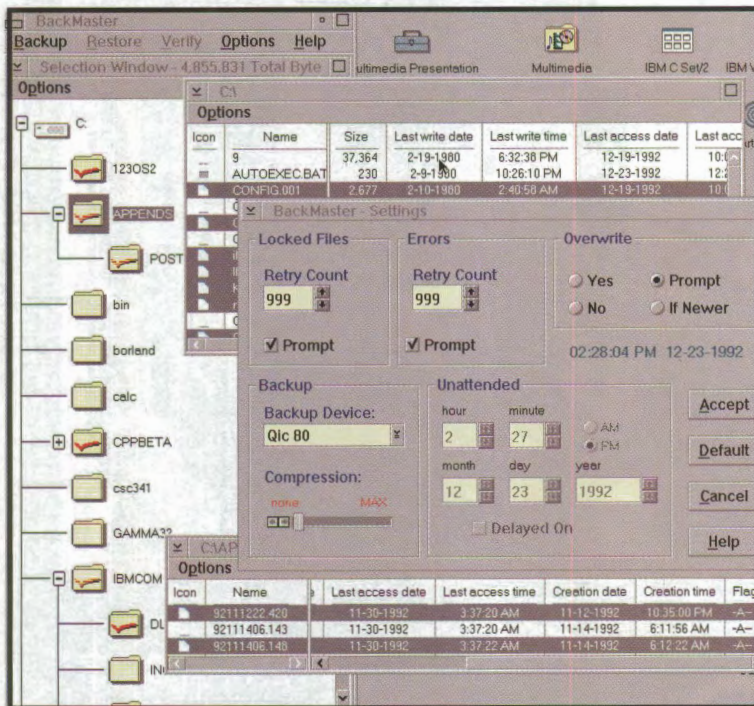 BackMaster
Backup Restore Verify Options Help
Selection Window - 4,855,831 Total Byte
ultimedia Presentation
Multimedia
IBM C Set/2
IBM V
Options
C:
123OS2
APPENDS
POST
bin
borland
calc
CPPBETA
csc341
GAMMA32
IBMCOM
DL
IN
C:\
Options
Icon Name Size Last write date Last write time Last access date Last acc
9 37,364 2-19-1980 6:32:38 PM 12-19-1992 10:
AUTOEXEC.BAT 230 2-9-1980 10:26:10 PM 12-23-1992 12:
CONFIG.001 2,677 2-10-1980 2:40:58 AM 12-19-1992 10:
BackMaster - Settings
Locked Files
Retry Count
999
Prompt
Errors
Retry Count
999
Prompt
Overwrite
Yes Prompt
No If Newer
02:28:04 PM 12-23-1992
Backup
Backup Device:
Qic 80
Compression:
none MAX
Unattended
hour minute
2 27
AM
PM
month day year
12 23 1992
Delayed On
Accept
Default
Cancel
Help
C:\AP
Options
Icon Name Last access date Last access time Creation date Creation time Flag
92111222.420 11-30-1992 3:37:20 AM 11-12-1992 10:35:00 PM -A--
92111406.143 11-30-1992 3:37:20 AM 11-14-1992 6:11:56 AM -A--
92111406.148 11-30-1992 3:37:22 AM 11-14-1992 6:12:22 AM -A--